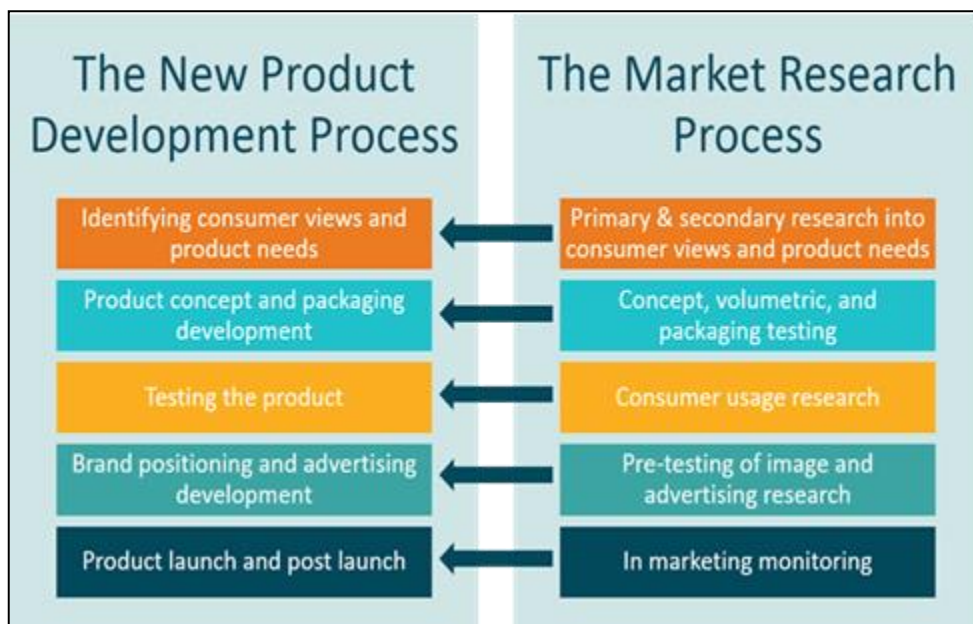 The New Product
Development Process
Identifying consumer views and
product needs
Product concept and packaging
development
Testing the product
Brand positioning and advertising
development
Product launch and post launch
The Market Research
Process
Primary & secondary research into
consumer views and product needs
Concept, volumetric, and
packaging testing
Consumer usage research
Pre-testing of image and
advertising research
In marketing monitoring